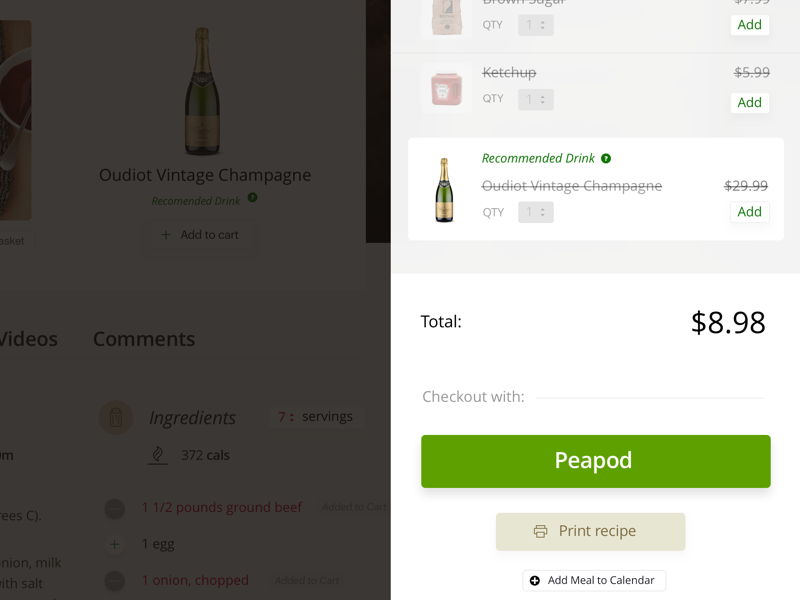 Oudiot Vintage Champagne
Recomended Drink
asket
Add to cart
Videos
Comments
Ingredients
7 servings
0m
372 cals
rees C).
1 1/2 pounds ground beef
Added to Cart
1 egg
onion, milk
with salt
1 onion, chopped
Added to Cart
Brown Sugar
$7.99
QTY 1
Add
Ketchup
$5.99
QTY 1
Add
Recommended Drink
Oudiot Vintage Champagne
$29.99
QTY 1
Add
Total:
$8.98
Checkout with:
Peapod
Print recipe
Add Meal to Calendar